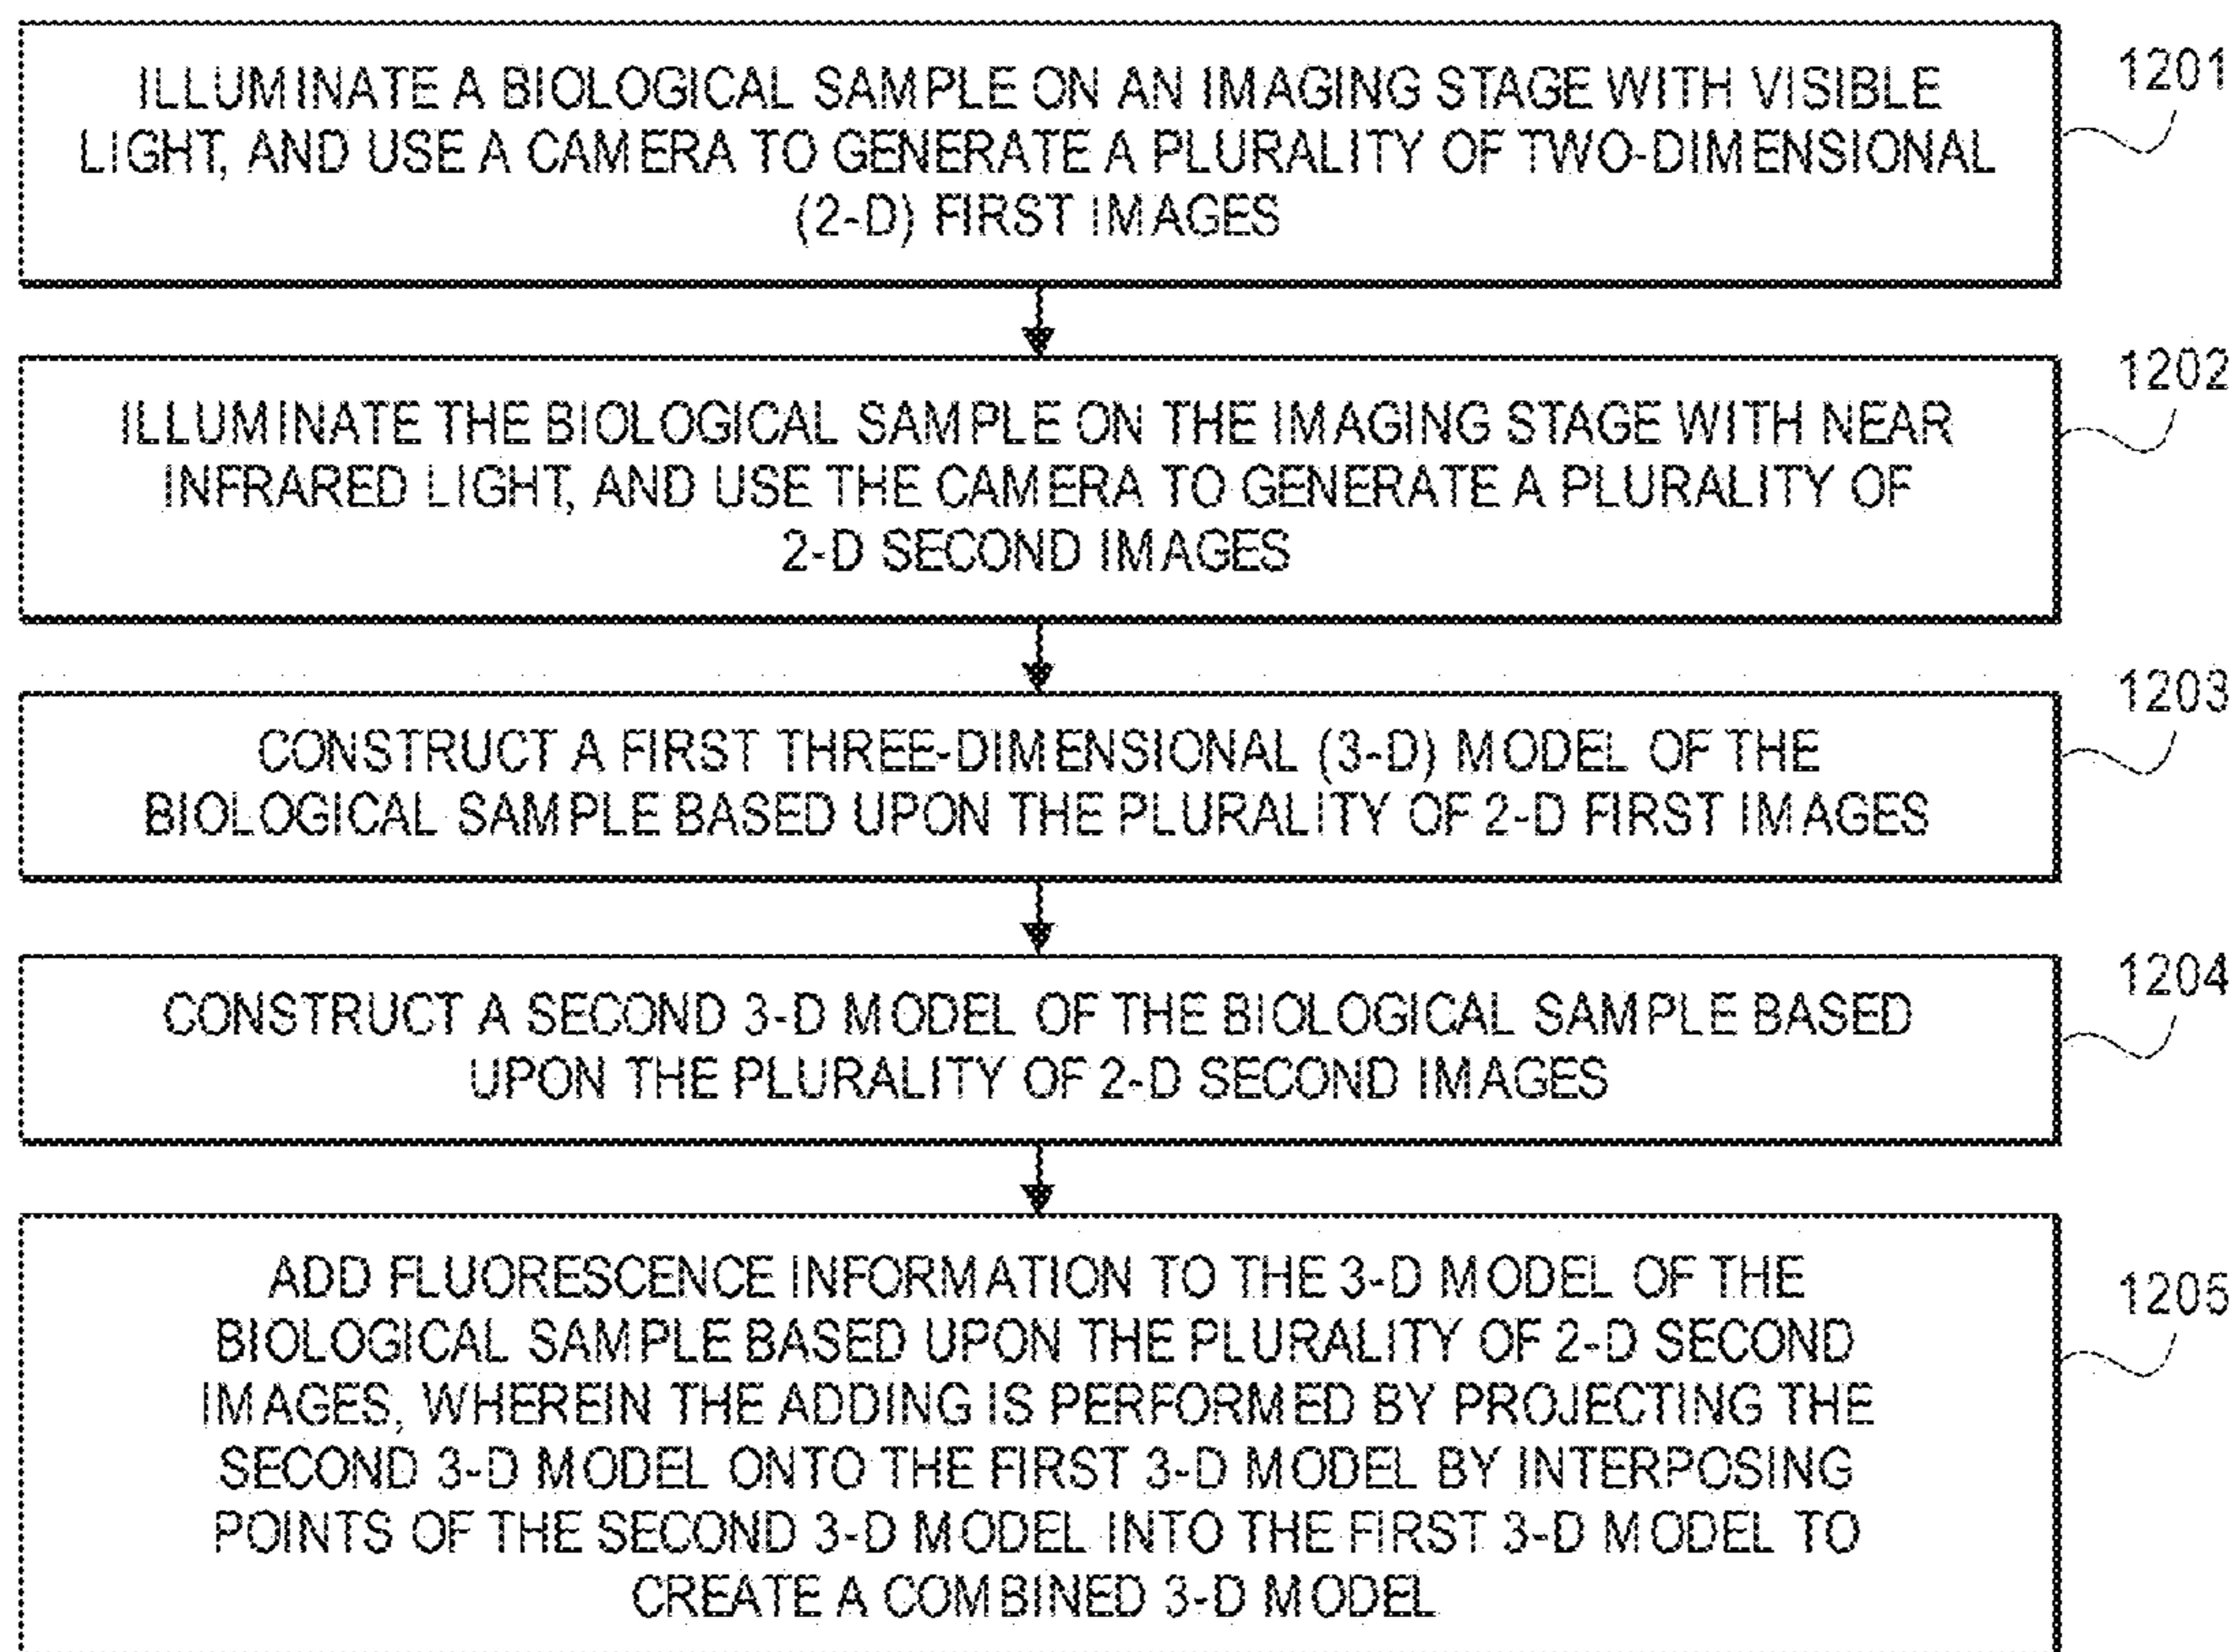 ILLUMINATE A BIOLOGICAL SAMPLE ON AN IMAGING STAGE WITH VISIBLE
LIGHT, AND USE A CAMERA TO GENERATE A PLURALITY OF TWO-DIMENSIONAL
(2-D) FIRST IMAGES
1201
ILLUMINATE THE BIOLOGICAL SAMPLE ON THE IMAGING STAGE WITH NEAR
INFRARED LIGHT, AND USE THE CAMERA TO GENERATE A PLURALITY OF
2-D SECOND IMAGES
1202
CONSTRUCT A FIRST THREE-DIMENSIONAL (3-D) MODEL OF THE
BIOLOGICAL SAMPLE BASED UPON THE PLURALITY OF 2-D FIRST IMAGES
1203
CONSTRUCT A SECOND 3-D MODEL OF THE BIOLOGICAL SAMPLE BASED
UPON THE PLURALITY OF 2-D SECOND IMAGES
1204
ADD FLUORESCENCE INFORMATION TO THE 3-D MODEL OF THE
BIOLOGICAL SAMPLE BASED UPON THE PLURALITY OF 2-D SECOND
IMAGES, WHEREIN THE ADDING IS PERFORMED BY PROJECTING THE
SECOND 3-D MODEL ONTO THE FIRST 3-D MODEL BY INTERPOSING
POINTS OF THE SECOND 3-D MODEL INTO THE FIRST 3-D MODEL TO
CREATE A COMBINED 3-D MODEL
1205